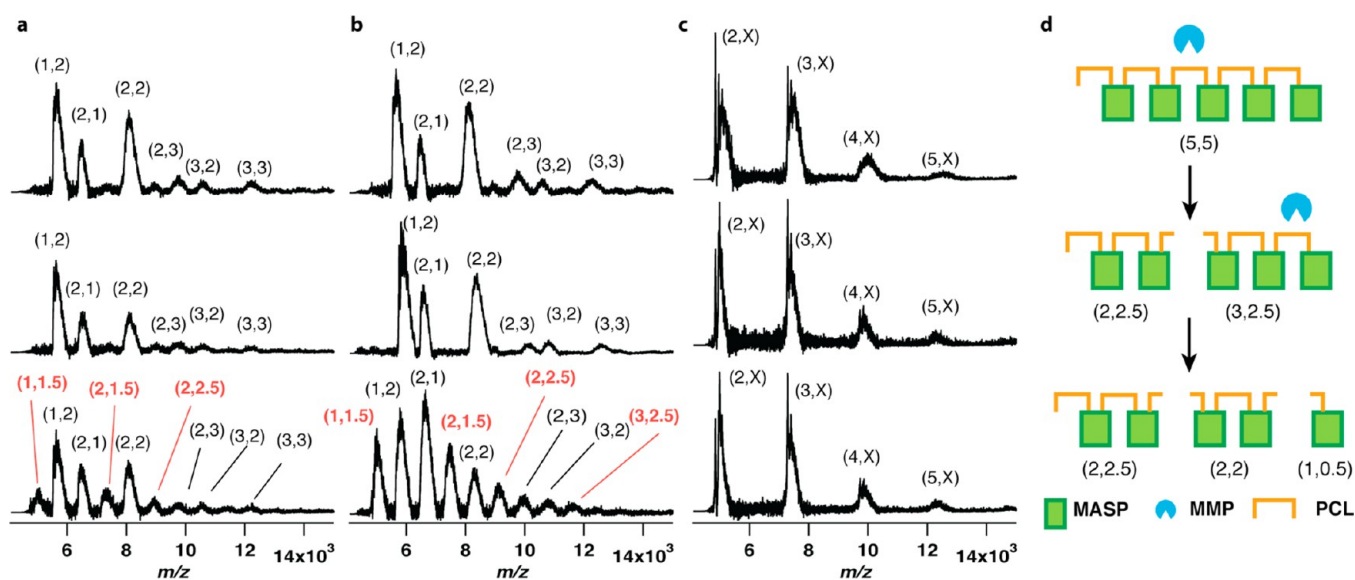 a
(1,2)
(2,1)
(2,2)
(2,3)
(3,2)
(3,3)
(1,2)
(2,1)
(2,2)
(2,3)
(3,2)
(3,3)
(1,1.5)
(1,2)
(2,1)
(2,1.5)
(2,2)
(2,2.5)
(2,3)
(3,2)
(3,3)
6 8 10 12 14x10³
m/z
b
(1,2)
(2,1)
(2,2)
(2,3)
(3,2)
(3,3)
(1,2)
(2,1)
(2,2)
(2,3)
(3,2)
(3,3)
(1,1.5)
(1,2)
(2,1)
(2,1.5)
(2,2)
(2,2.5)
(2,3)
(3,2)
(3,2.5)
6 8 10 12 14x10³
m/z
c
(2,X)
(3,X)
(4,X)
(5,X)
(2,X)
(3,X)
(4,X)
(5,X)
(2,X)
(3,X)
(4,X)
(5,X)
6 8 10 12 14x10³
m/z
d
(5,5)
(2,2.5) (3,2.5)
(2,2.5) (2,2) (1,0.5)
MASP MMP PCL